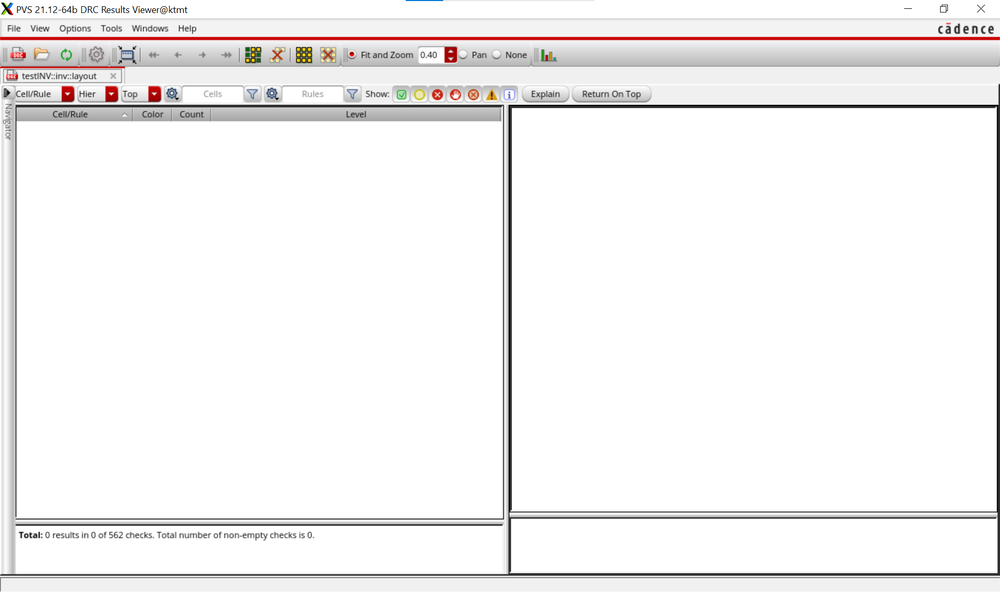 PVS 21.12-64b DRC Results Viewer@ktmt
File View Options Tools Windows Help
cādence
DRC Fit and Zoom 0.40 Pan None
DRC testINV::inv::layout
Cell/Rule Hier Top Cells Rules Show: Explain Return On Top
Navigator
Cell/Rule Color Count Level
Total: 0 results in 0 of 562 checks. Total number of non-empty checks is 0.